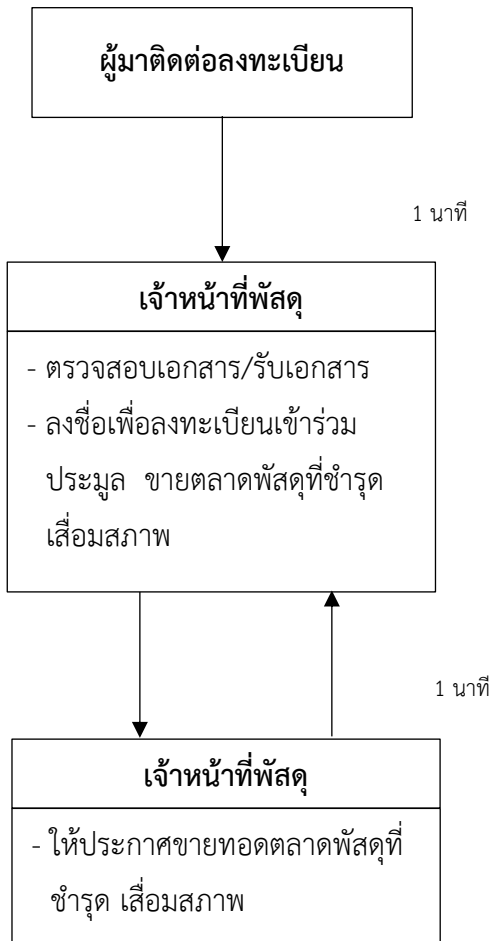 ผู้มาติดต่อลงทะเบียน
1 นาที
เจ้าหน้าที่พัสดุ
- ตรวจสอบเอกสาร/รับเอกสาร
- ลงชื่อเพื่อลงทะเบียนเข้าร่วม
ประมูล ขายตลาดพัสดุที่ชำรุด
เสื่อมสภาพ
1 นาที
เจ้าหน้าที่พัสดุ
- ให้ประกาศขายทอดตลาดพัสดุที่
ชำรุด เสื่อมสภาพ